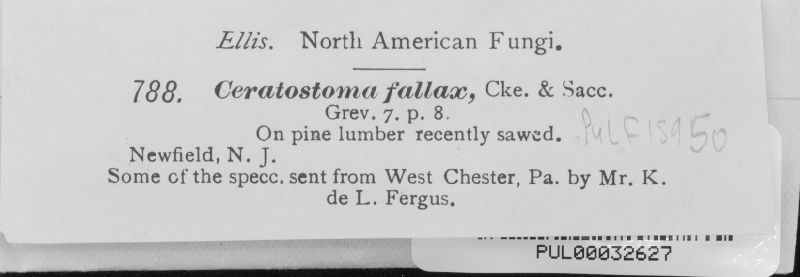 Ellis. North American Fungi.
788. Ceratostoma fallax, Cke. & Sacc.
Grev. 7. p. 8.
On pine lumber recently sawed. PULF15950
Newfield, N. J.
Some of the specc. sent from West Chester, Pa. by Mr. K.
de L. Fergus.
PUL00032627